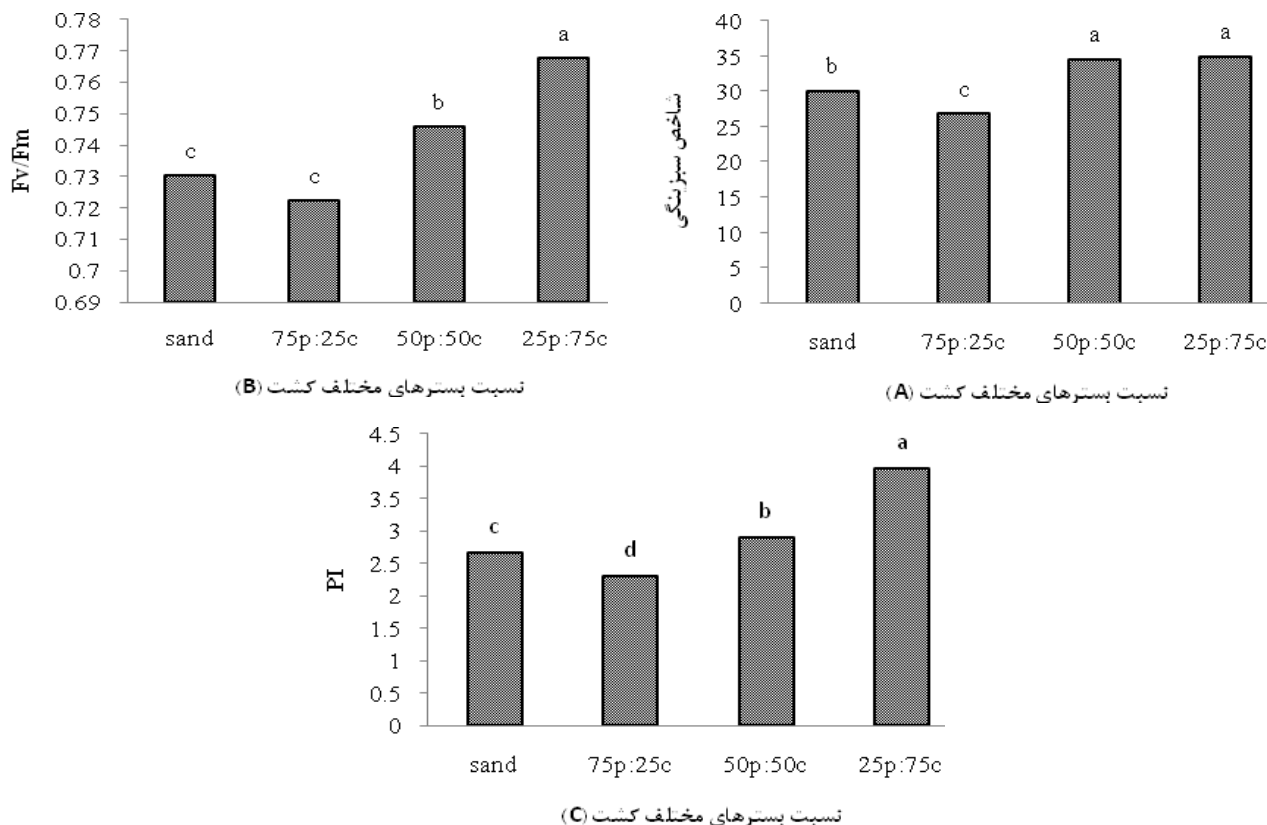 0.78
0.77
0.76
0.75
0.74
0.73
0.72
0.71
0.7
0.69
Fv/Fm
c
c
b
a
sand 75p:25c 50p:50c 25p:75c
نسبت بسترهای مختلف کشت (B)
40
35
30
25
20
15
10
5
0
شاخص سبزینگی
b
c
a
a
sand 75p:25c 50p:50c 25p:75c
نسبت بسترهای مختلف کشت (A)
4.5
4
3.5
3
2.5
2
1.5
1
0.5
0
PI
c
d
b
a
sand 75p:25c 50p:50c 25p:75c
نسبت بسترهای مختلف کشت (C)